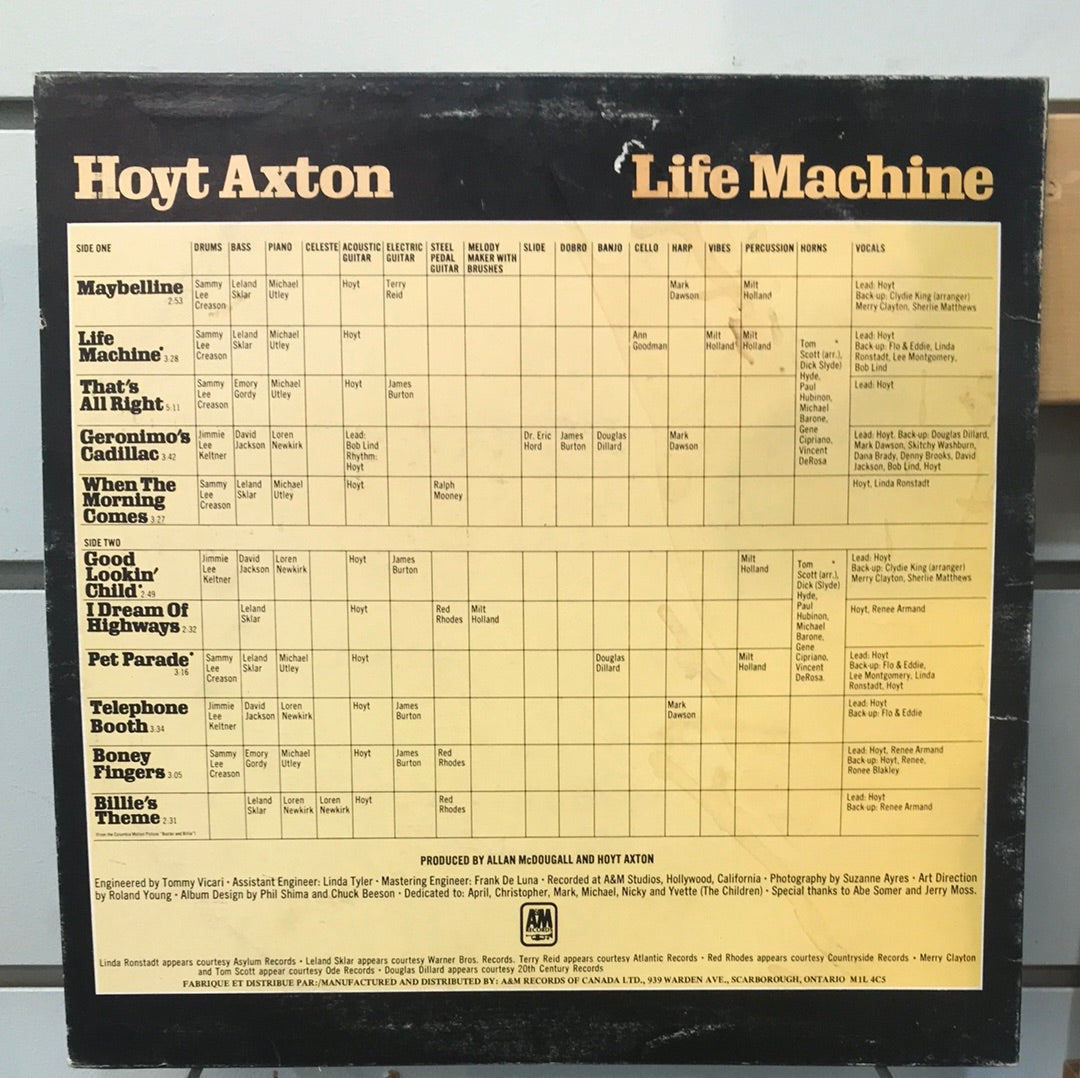 Hoyt Axton
Life Machine
SIDE ONE DRUMS BASS PIANO CELESTE ACOUSTIC GUITAR ELECTRIC GUITAR STEEL PEDAL GUITAR MELODY MAKER WITH BRUSHES SLIDE DOBRO BANJO CELLO HARP VIBES PERCUSSION HORNS VOCALS
Maybelline 2:53 Sammy Lee Creason Leland Sklar Michael Utley Hoyt Terry Reid Mark Dawson Milt Holland Lead: Hoyt Back-up: Clydie King (arranger) Merry Clayton, Sherlie Matthews
Life Machine* 3:28 Sammy Lee Creason Leland Sklar Michael Utley Hoyt Ann Goodman Milt Holland Milt Holland Lead: Hoyt Back-up: Flo & Eddie, Linda Ronstadt, Lee Montgomery, Bob Lind
Tom * Scott (arr.), Dick (Slyde) Hyde, Paul Hubinon, Michael Barone, Gene Cipriano, Vincent DeRosa
That's All Right 5:11 Sammy Lee Creason Emory Gordy Michael Utley Hoyt James Burton Lead: Hoyt
Geronimo's Cadillac 3:42 Jimmie Lee Keltner David Jackson Loren Newkirk Lead: Bob Lind Rhythm: Hoyt Dr. Eric Hord James Burton Douglas Dillard Mark Dawson Lead: Hoyt, Back-up: Douglas Dillard, Mark Dawson, Skitchy Washburn, Dana Brady, Denny Brooks, David Jackson, Bob Lind, Hoyt
When The Morning Comes 3:27 Sammy Lee Creason Leland Sklar Michael Utley Hoyt Ralph Mooney Hoyt, Linda Ronstadt
SIDE TWO
Good Lookin' Child* 2:49 Jimmie Lee Keltner David Jackson Loren Newkirk Hoyt James Burton Milt Holland Lead: Hoyt Back-up: Clydie King (arranger) Merry Clayton, Sherlie Matthews
Tom * Scott (arr.), Dick (Slyde) Hyde, Paul Hubinon, Michael Barone, Gene Cipriano, Vincent DeRosa
I Dream Of Highways 2:32 Leland Sklar Hoyt Red Rhodes Milt Holland Hoyt, Renee Armand
Pet Parade* 3:16 Sammy Lee Creason Leland Sklar Michael Utley Hoyt Douglas Dillard Milt Holland Lead: Hoyt Back-up: Flo & Eddie, Lee Montgomery, Linda Ronstadt, Hoyt
Telephone Booth 3:34 Jimmie Lee Keltner David Jackson Loren Newkirk Hoyt James Burton Mark Dawson Lead: Hoyt Back-up: Flo & Eddie
Boney Fingers 3:05 Sammy Lee Creason Emory Gordy Michael Utley Hoyt James Burton Red Rhodes Lead: Hoyt, Renee Armand Back-up: Hoyt, Renee, Ronee Blakley
Billie's Theme 2:31 Leland Sklar Loren Newkirk Loren Newkirk Hoyt Red Rhodes Lead: Hoyt Back-up: Renee Armand
(From the Columbia Motion Picture "Buster and Billie")
PRODUCED BY ALLAN McDOUGALL AND HOYT AXTON
Engineered by Tommy Vicari • Assistant Engineer: Linda Tyler • Mastering Engineer: Frank De Luna • Recorded at A&M Studios, Hollywood, California • Photography by Suzanne Ayres • Art Direction
by Roland Young • Album Design by Phil Shima and Chuck Beeson • Dedicated to: April, Christopher, Mark, Michael, Nicky and Yvette (The Children) • Special thanks to Abe Somer and Jerry Moss.
A&M
RECORDS
Linda Ronstadt appears courtesy Asylum Records • Leland Sklar appears courtesy Warner Bros. Records. Terry Reid appears courtesy Atlantic Records • Red Rhodes appears courtesy Countryside Records • Merry Clayton
and Tom Scott appear courtesy Ode Records • Douglas Dillard appears courtesy 20th Century Records
FABRIQUE ET DISTRIBUE PAR:/MANUFACTURED AND DISTRIBUTED BY: A&M RECORDS OF CANADA LTD., 939 WARDEN AVE., SCARBOROUGH, ONTARIO M1L 4C5